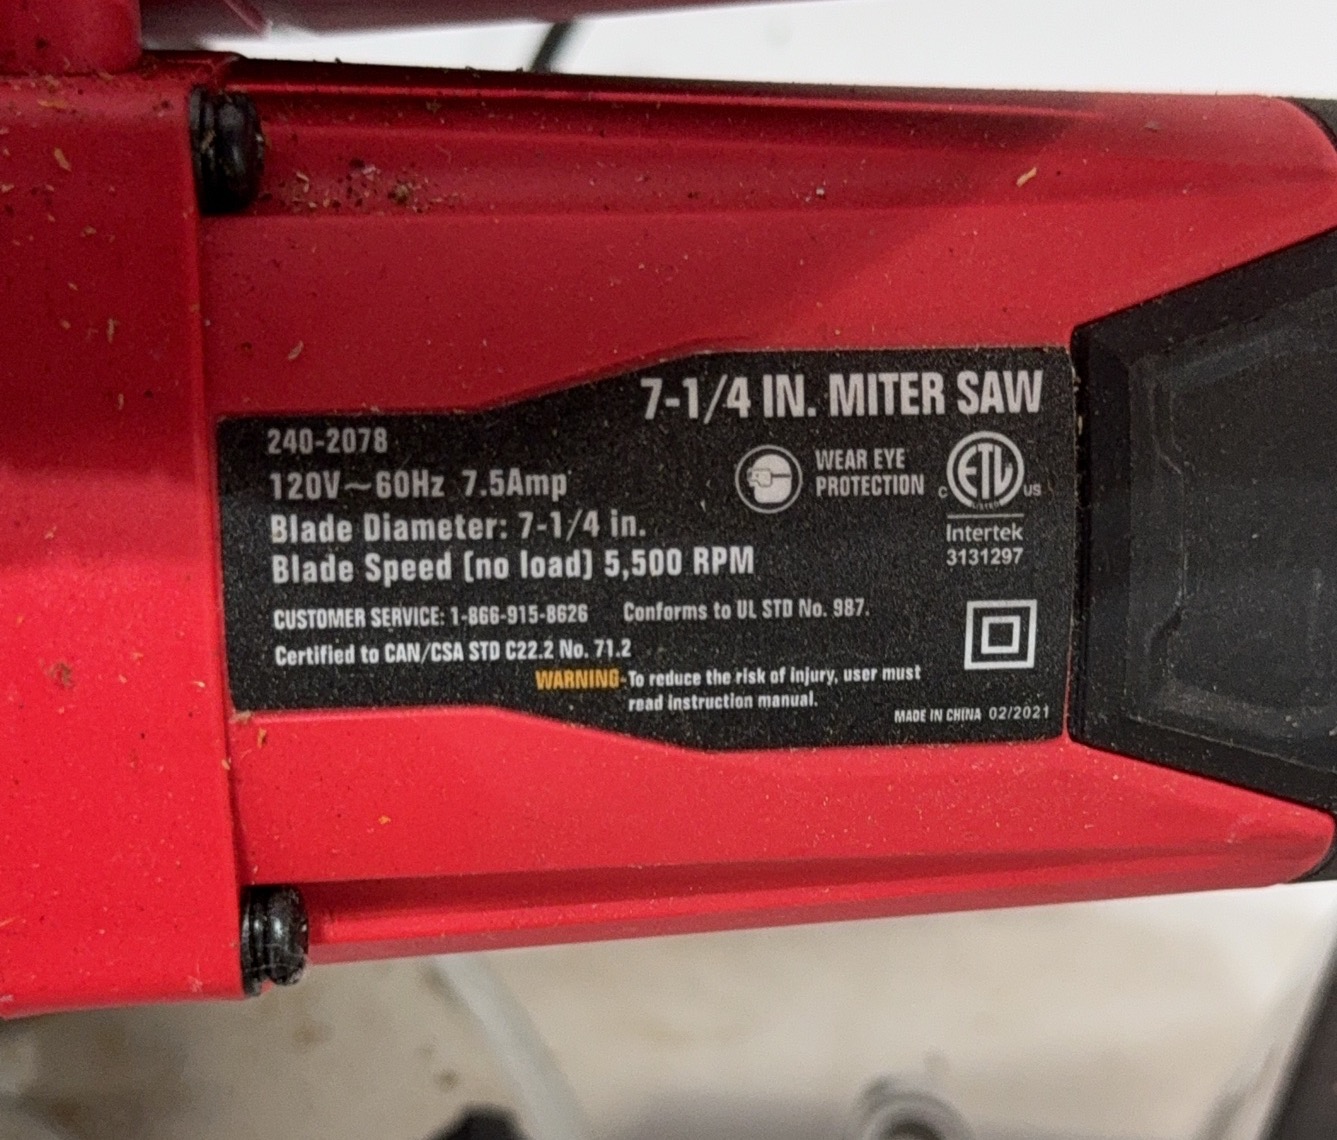 7-1/4 IN. MITER SAW
240-2078
120V~60Hz 7.5Amp
Blade Diameter: 7-1/4 in.
Blade Speed (no load) 5,500 RPM
WEAR EYE
PROTECTION
ETL
LISTED
C US
Intertek
3131297
CUSTOMER SERVICE: 1-866-915-8626 Conforms to UL STD No. 987.
Certified to CAN/CSA STD C22.2 No. 71.2
WARNING-To reduce the risk of injury, user must
read instruction manual.
MADE IN CHINA 02/2021